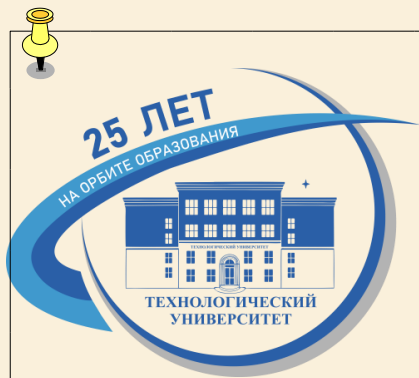 25 ЛЕТ
НА ОРБИТЕ ОБРАЗОВАНИЯ
ТЕХНОЛОГИЧЕСКИЙ УНИВЕРСИТЕТ
ТЕХНОЛОГИЧЕСКИЙ
УНИВЕРСИТЕТ